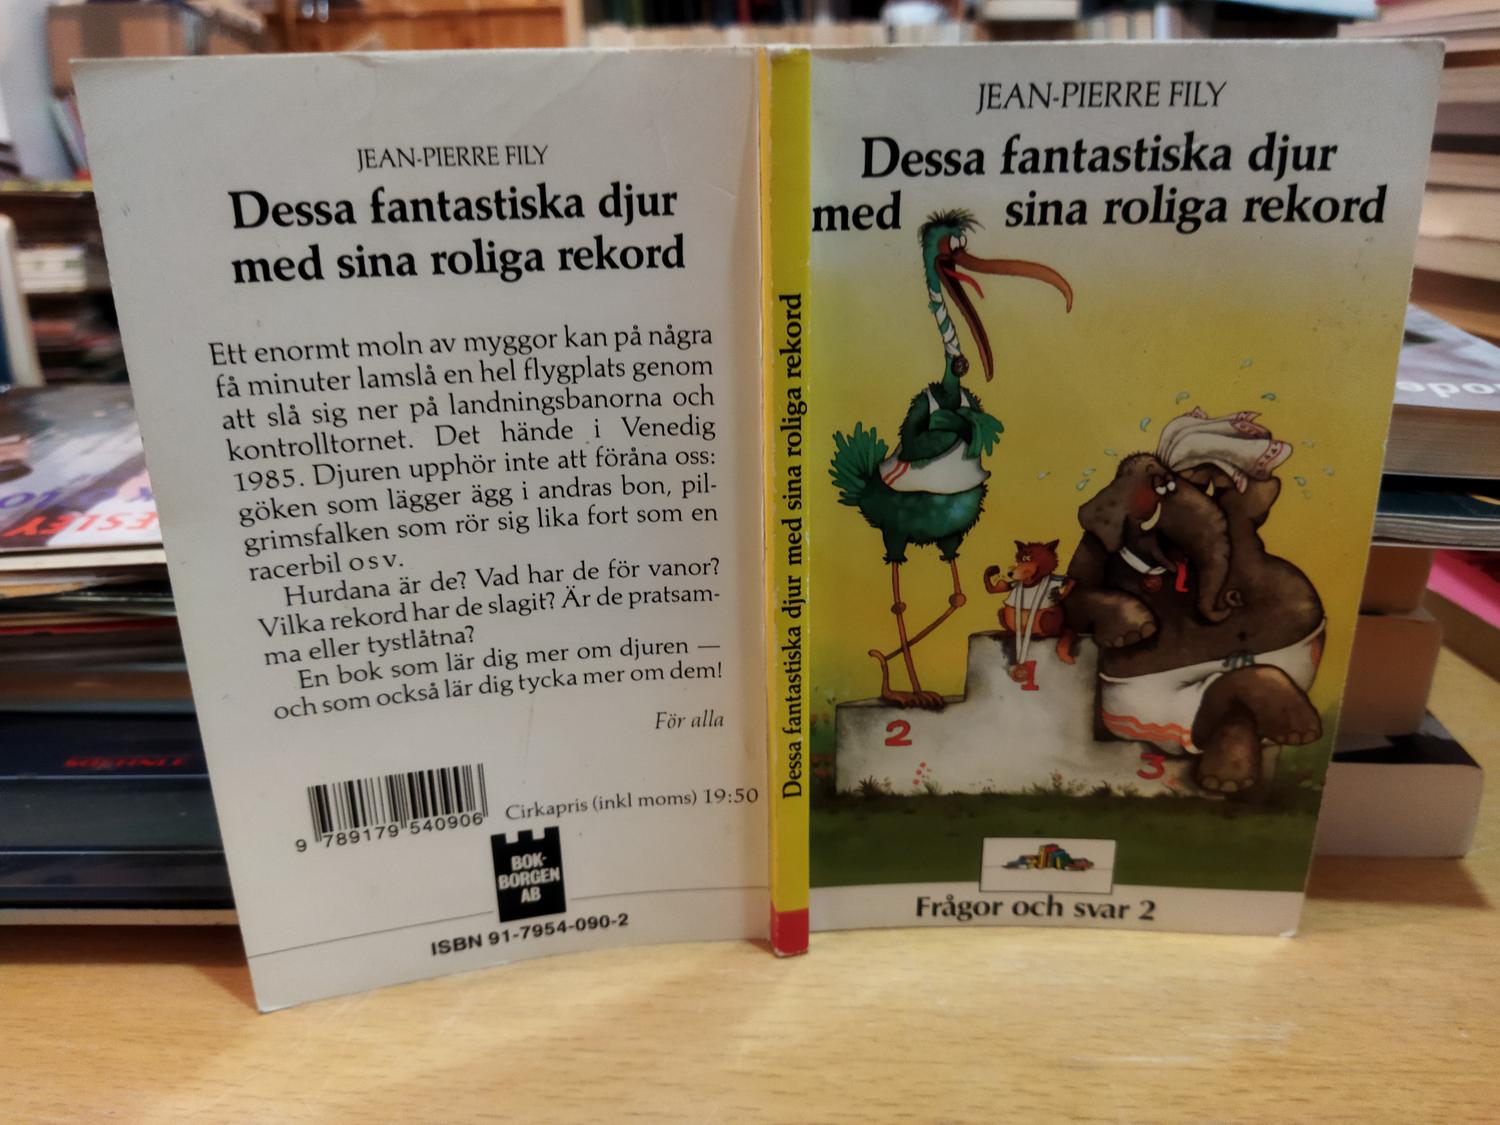 JEAN-PIERRE FILY
Dessa fantastiska djur
med sina roliga rekord
Ett enormt moln av myggor kan på några
få minuter lamslå en hel flygplats genom
att slå sig ner på landningsbanorna och
kontrolltornet. Det hände i Venedig
1985. Djuren upphör inte att föråna oss:
göken som lägger ägg i andras bon, pil-
grimsfalken som rör sig lika fort som en
racerbil osv.
Hurdana är de? Vad har de för vanor?
Vilka rekord har de slagit? Är de pratsam-
ma eller tystlåtna?
En bok som lär dig mer om djuren —
och som också lär dig tycka mer om dem!
För alla
9 789179 540906
Cirkapris (inkl moms) 19:50
BOK-
BORGEN
AB
ISBN 91-7954-090-2
Dessa fantastiska djur med sina roliga rekord
JEAN-PIERRE FILY
Dessa fantastiska djur
med sina roliga rekord
1
2
3
Frågor och svar 2